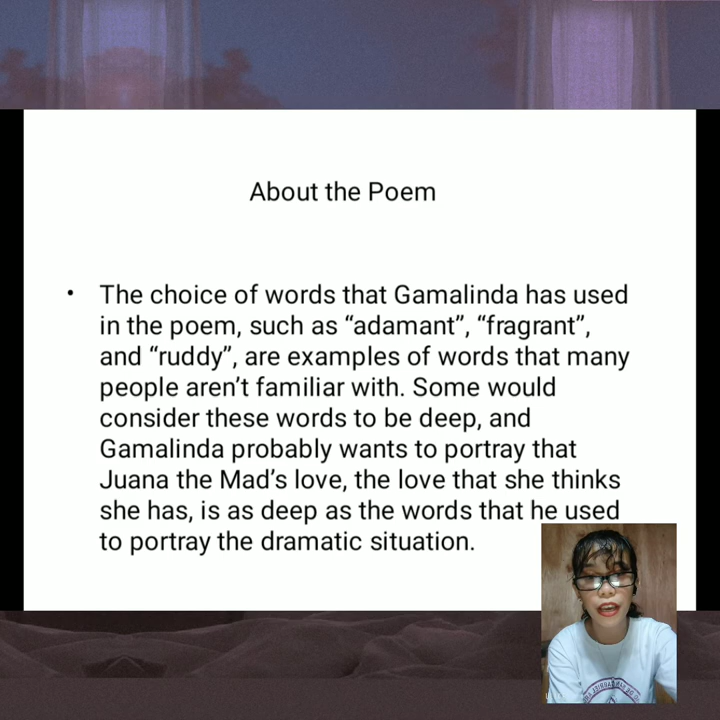 About the Poem
• The choice of words that Gamalinda has used
in the poem, such as “adamant”, “fragrant”,
and “ruddy”, are examples of words that many
people aren’t familiar with. Some would
consider these words to be deep, and
Gamalinda probably wants to portray that
Juana the Mad’s love, the love that she thinks
she has, is as deep as the words that he used
to portray the dramatic situation.